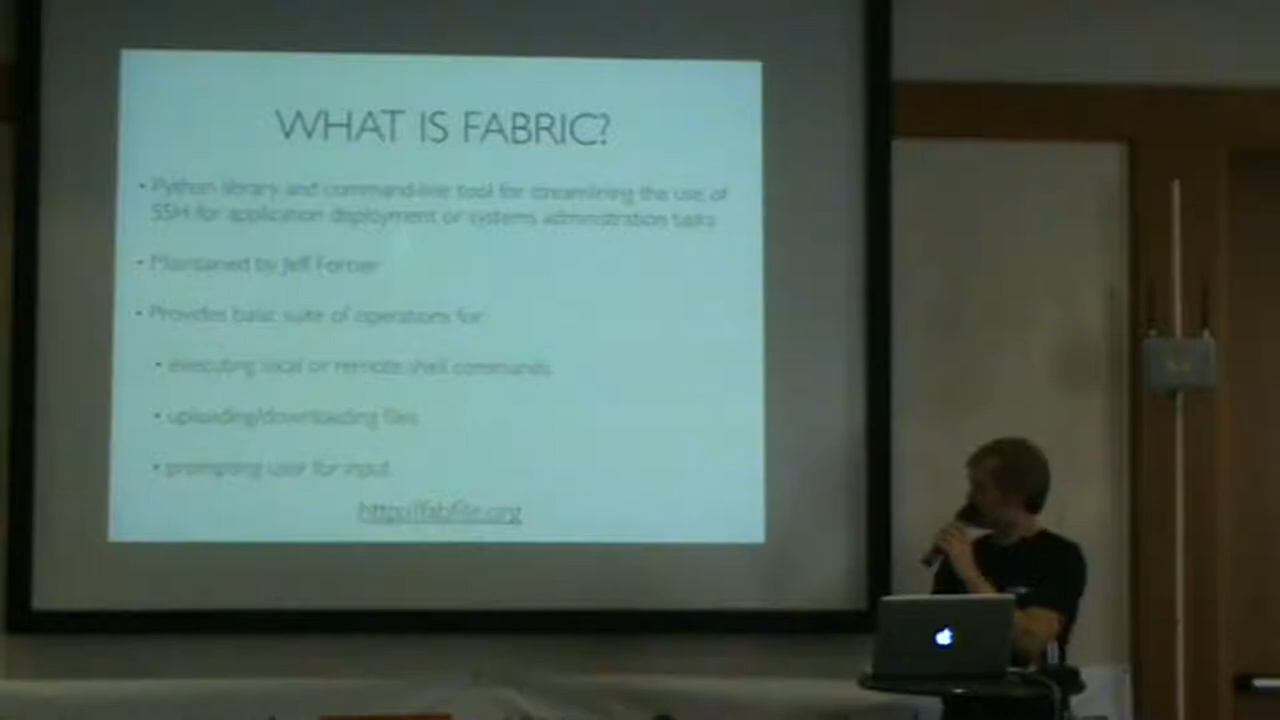 WHAT IS FABRIC?
• Python library and command-line tool for streamlining the use of
SSH for application deployment or systems administration tasks
• Maintained by Jeff Forcier
• Provides basic suite of operations for:
• executing local or remote shell commands
• uploading/downloading files
• prompting user for input
http://fabfile.org